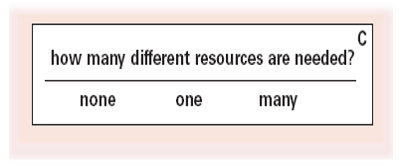 C
how many different resources are needed?
none one many